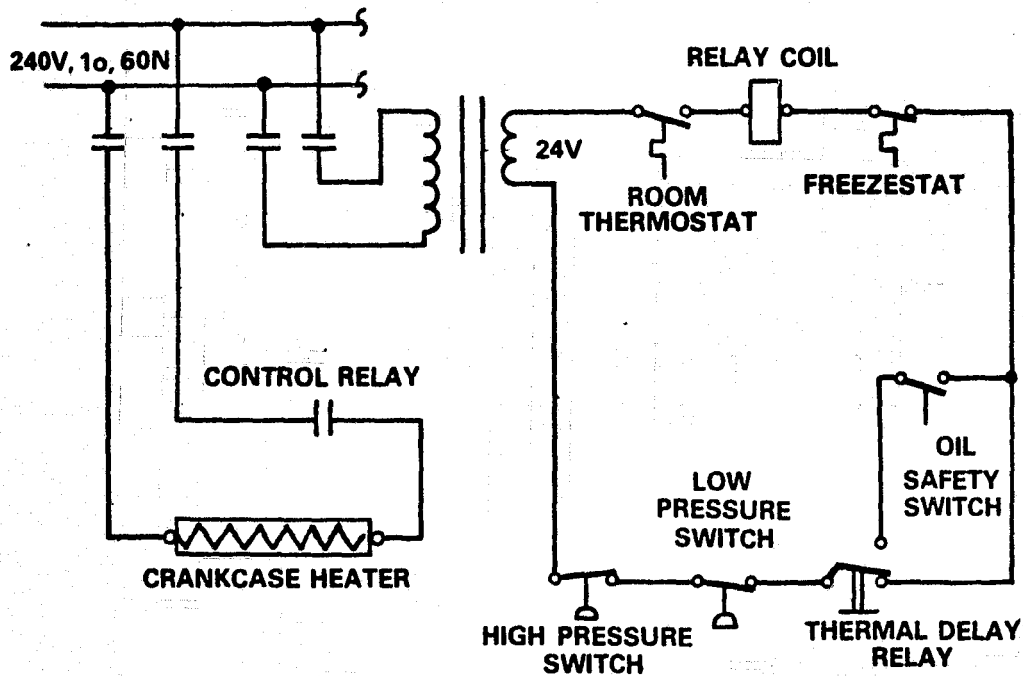 240V, 1o, 60N
RELAY COIL
24V
ROOM
THERMOSTAT
FREEZESTAT
CONTROL RELAY
OIL
SAFETY
SWITCH
LOW
PRESSURE
SWITCH
CRANKCASE HEATER
HIGH PRESSURE
SWITCH
THERMAL DELAY
RELAY